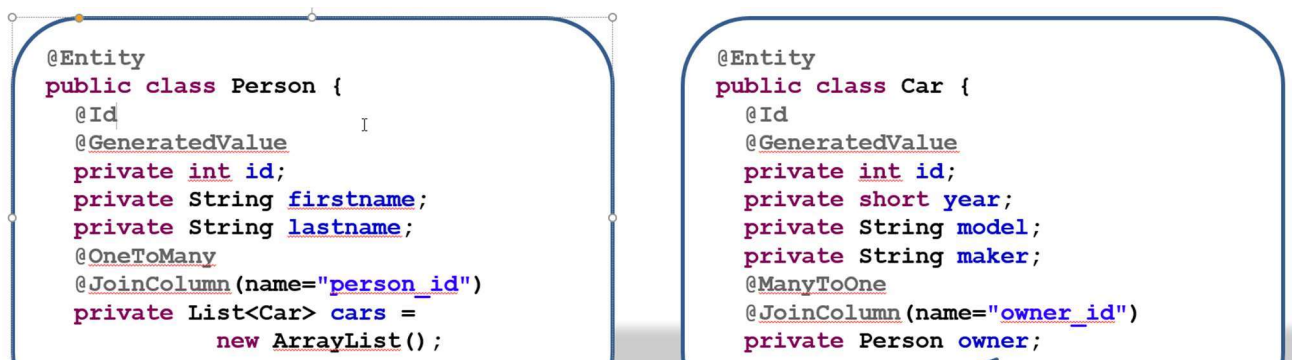 @Entity
public class Person {
@Id
@GeneratedValue
private int id;
private String firstname;
private String lastname;
@OneToMany
@JoinColumn(name="person_id")
private List<Car> cars =
new ArrayList();
@Entity
public class Car {
@Id
@GeneratedValue
private int id;
private short year;
private String model;
private String maker;
@ManyToOne
@JoinColumn(name="owner_id")
private Person owner;